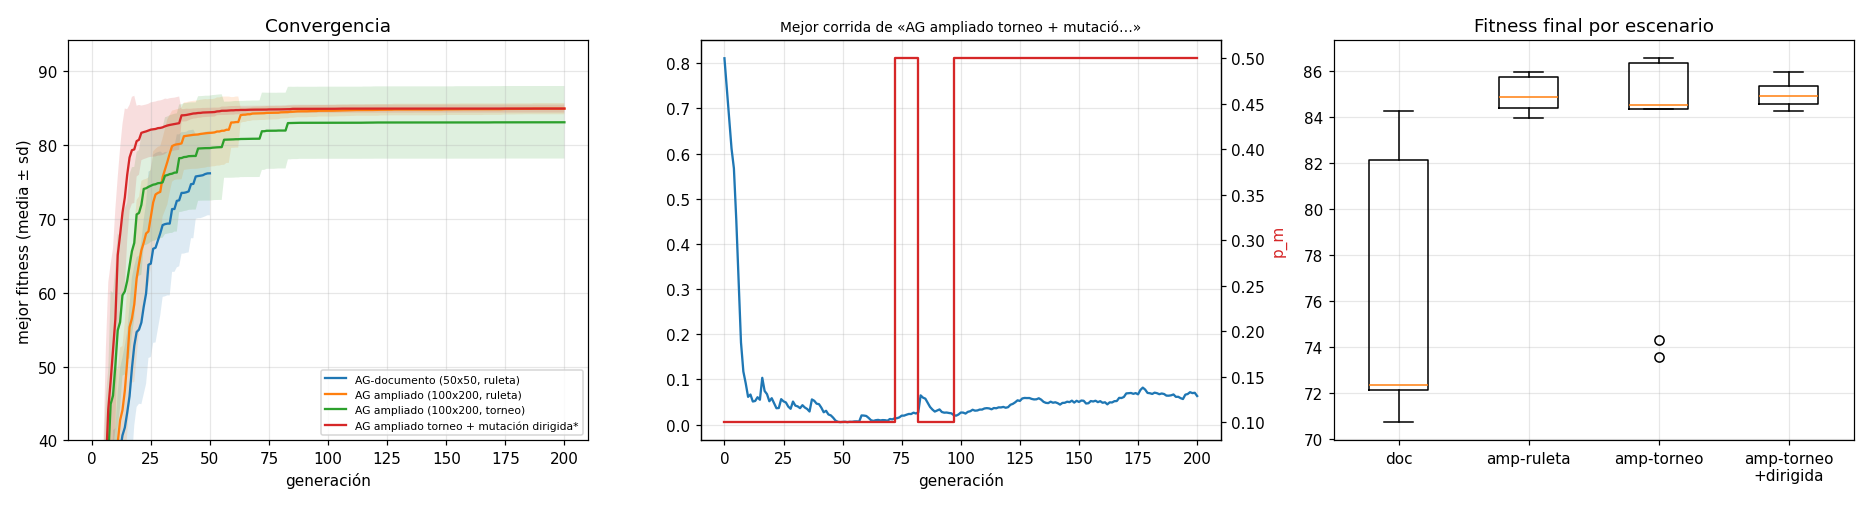 Convergencia
mejor fitness (media ± sd)
90
80
70
60
50
40
AG-documento (50x50, ruleta)
AG ampliado (100x200, ruleta)
AG ampliado (100x200, torneo)
AG ampliado torneo + mutación dirigida*
0 25 50 75 100 125 150 175 200
generación
Mejor corrida de «AG ampliado torneo + mutació…»
0.8
0.7
0.6
0.5
0.4
0.3
0.2
0.1
0.0
0.50
0.45
0.40
0.35
0.30
0.25
0.20
0.15
0.10
p_m
0 25 50 75 100 125 150 175 200
generación
Fitness final por escenario
86
84
82
80
78
76
74
72
70
doc amp-ruleta amp-torneo amp-torneo
+dirigida